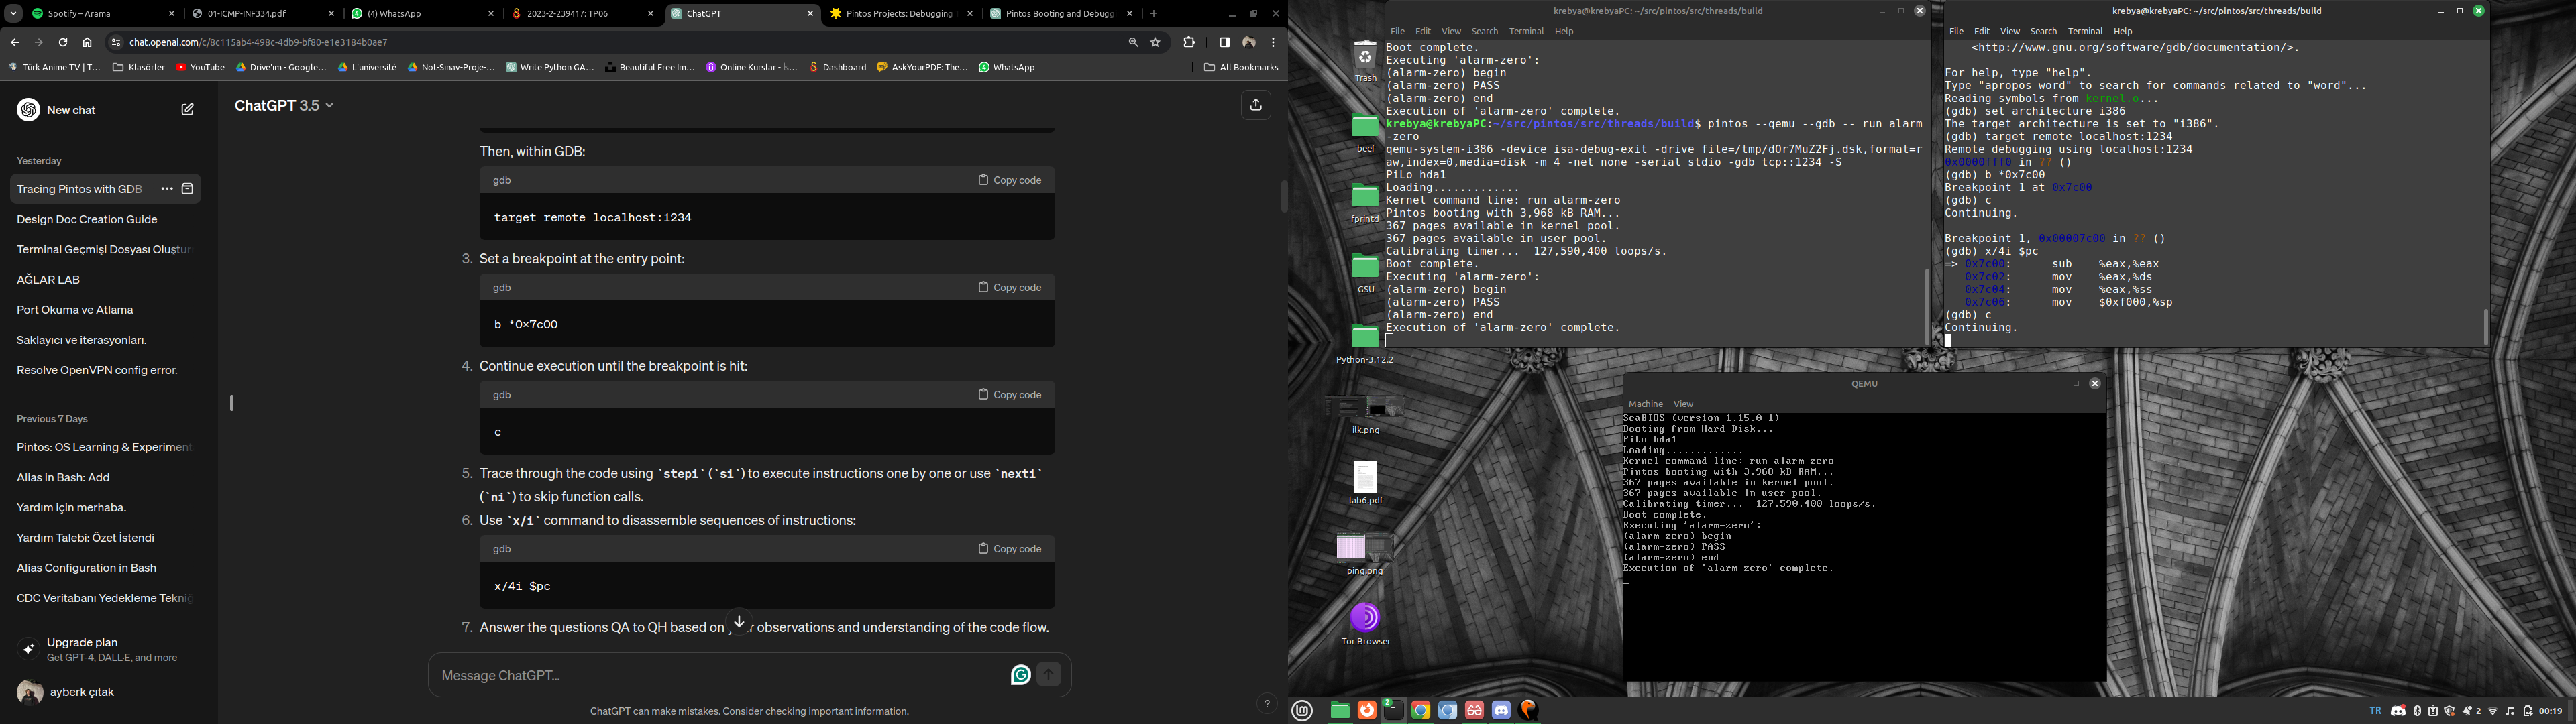 Spotify – Arama
01-ICMP-INF334.pdf
(4) WhatsApp
2023-2-239417: TP06
ChatGPT
Pintos Projects: Debugging T
Pintos Booting and Debuggi
chat.openai.com/c/8c115ab4-498c-4db9-bf80-e1e3184b0ae7
Türk Anime TV | T...
Klasörler
YouTube
Drive'ım - Google...
L'université
Not-Sınav-Proje-...
Write Python GA...
Beautiful Free Im...
Online Kurslar - İs...
Dashboard
AskYourPDF: The...
WhatsApp
All Bookmarks
New chat
Yesterday
Tracing Pintos with GDB
Design Doc Creation Guide
Terminal Geçmişi Dosyası Oluştur
AĞLAR LAB
Port Okuma ve Atlama
Saklayıcı ve iterasyonları.
Resolve OpenVPN config error.
Previous 7 Days
Pintos: OS Learning & Experiment
Alias in Bash: Add
Yardım için merhaba.
Yardım Talebi: Özet İstendi
Alias Configuration in Bash
CDC Veritabanı Yedekleme Tekniğ
Upgrade plan
Get GPT-4, DALL·E, and more
ayberk çıtak
ChatGPT 3.5
Then, within GDB:
gdb
Copy code
target remote localhost:1234
3. Set a breakpoint at the entry point:
gdb
Copy code
b *0x7c00
4. Continue execution until the breakpoint is hit:
gdb
Copy code
c
5. Trace through the code using `stepi` (`si`) to execute instructions one by one or use `nexti`
(`ni`) to skip function calls.
6. Use `x/i` command to disassemble sequences of instructions:
gdb
Copy code
x/4i $pc
7. Answer the questions QA to QH based on observations and understanding of the code flow.
Message ChatGPT...
ChatGPT can make mistakes. Consider checking important information.
?
Trash
beef
fprintd
GSU
Python-3.12.2
ilk.png
lab6.pdf
ping.png
Tor Browser
krebya@krebyaPC: ~/src/pintos/src/threads/build
File Edit View Search Terminal Help
Boot complete.
Executing 'alarm-zero':
(alarm-zero) begin
(alarm-zero) PASS
(alarm-zero) end
Execution of 'alarm-zero' complete.
krebya@krebyaPC:~/src/pintos/src/threads/build$ pintos --qemu --gdb -- run alarm
-zero
qemu-system-i386 -device isa-debug-exit -drive file=/tmp/dOr7MuZ2Fj.dsk,format=r
aw,index=0,media=disk -m 4 -net none -serial stdio -gdb tcp::1234 -S
PiLo hda1
Loading.............
Kernel command line: run alarm-zero
Pintos booting with 3,968 kB RAM...
367 pages available in kernel pool.
367 pages available in user pool.
Calibrating timer...  127,590,400 loops/s.
Boot complete.
Executing 'alarm-zero':
(alarm-zero) begin
(alarm-zero) PASS
(alarm-zero) end
Execution of 'alarm-zero' complete.
krebya@krebyaPC: ~/src/pintos/src/threads/build
File Edit View Search Terminal Help
<http://www.gnu.org/software/gdb/documentation/>.
For help, type "help".
Type "apropos word" to search for commands related to "word"...
Reading symbols from kernel.o...
(gdb) set architecture i386
The target architecture is set to "i386".
(gdb) target remote localhost:1234
Remote debugging using localhost:1234
0x0000fff0 in ?? ()
(gdb) b *0x7c00
Breakpoint 1 at 0x7c00
(gdb) c
Continuing.
Breakpoint 1, 0x00007c00 in ?? ()
(gdb) x/4i $pc
=> 0x7c00:      sub    %eax,%eax
0x7c02:      mov    %eax,%ds
0x7c04:      mov    %eax,%ss
0x7c06:      mov    $0xf000,%sp
(gdb) c
Continuing.
QEMU
Machine View
SeaBIOS (version 1.15.0-1)
Booting from Hard Disk...
PiLo hda1
Loading.............
Kernel command line: run alarm-zero
Pintos booting with 3,968 kB RAM...
367 pages available in kernel pool.
367 pages available in user pool.
Calibrating timer...  127,590,400 loops/s.
Boot complete.
Executing 'alarm-zero':
(alarm-zero) begin
(alarm-zero) PASS
(alarm-zero) end
Execution of 'alarm-zero' complete.
2
TR
2
00:19